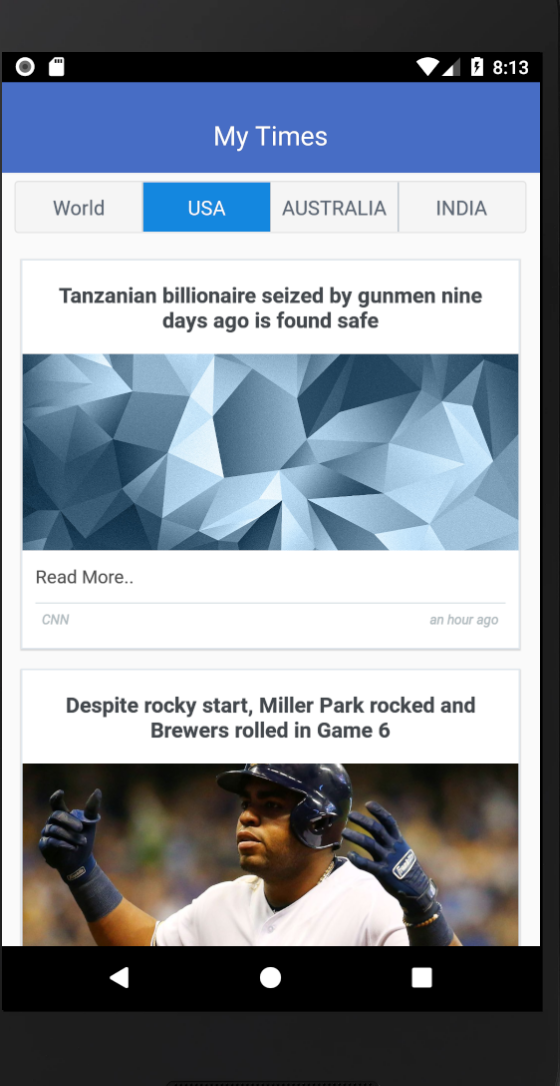 8:13
My Times
World
USA
AUSTRALIA
INDIA
Tanzanian billionaire seized by gunmen nine
days ago is found safe
Read More..
CNN
an hour ago
Despite rocky start, Miller Park rocked and
Brewers rolled in Game 6